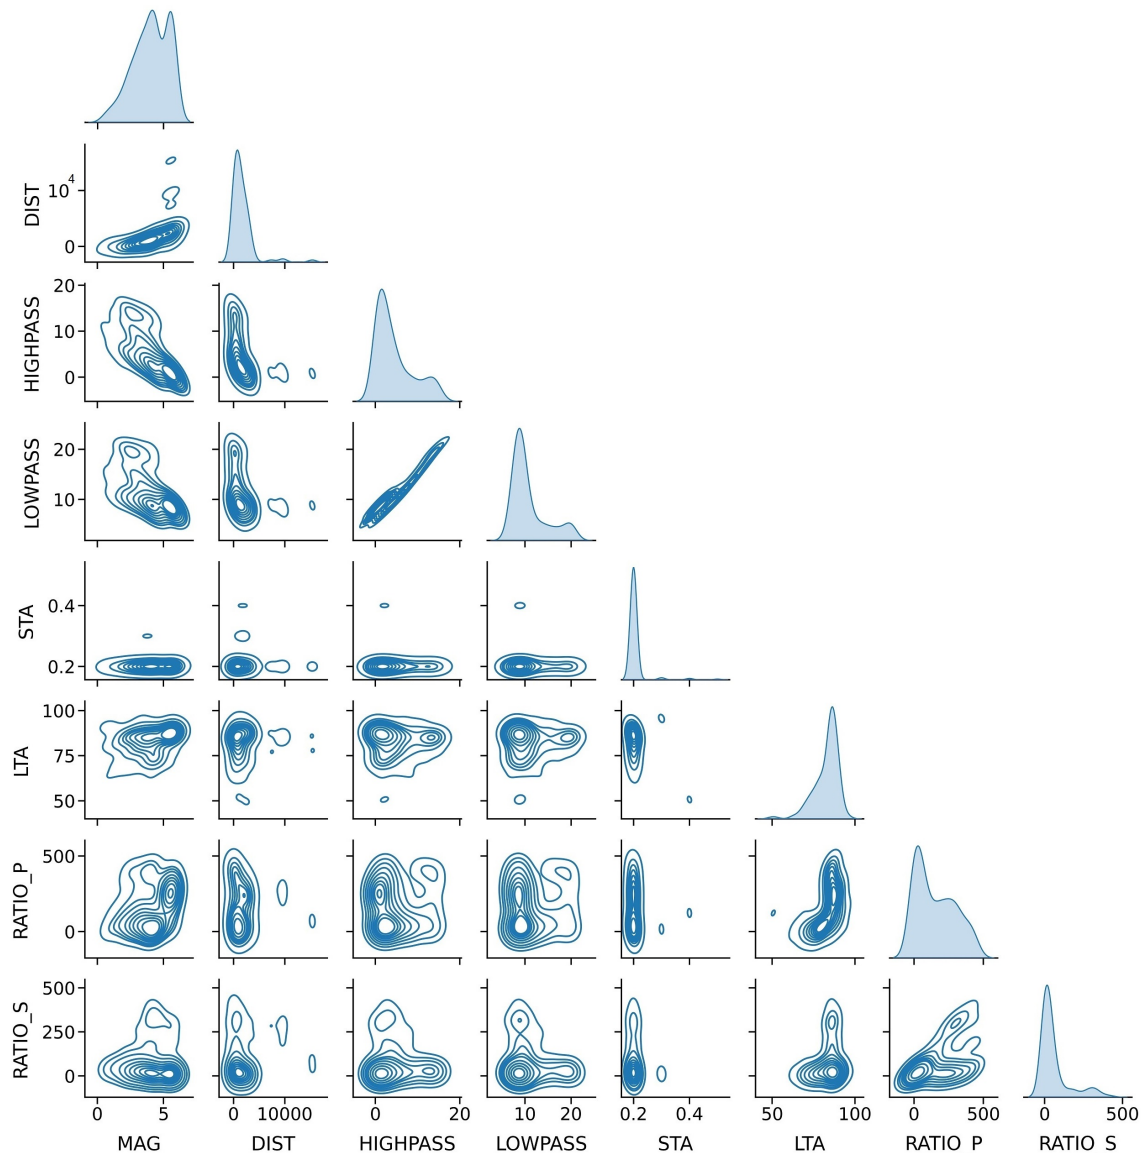 DIST
10^4
0
HIGHPASS
20
10
0
LOWPASS
20
10
STA
0.4
0.2
LTA
100
75
50
RATIO_P
500
0
RATIO_S
500
250
0
0 5 0 10000 0 20 10 20 0.2 0.4 50 100 0 500 0 500
MAG DIST HIGHPASS LOWPASS STA LTA RATIO_P RATIO_S